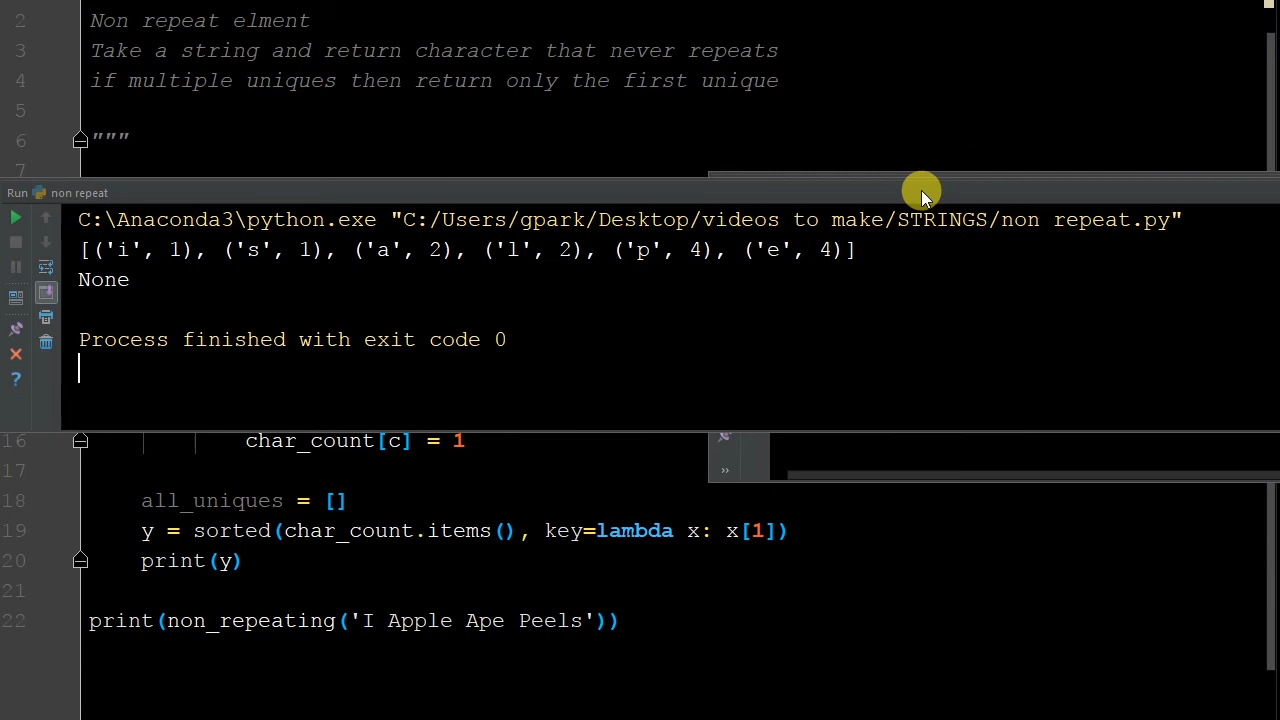 2 Non repeat elment
3 Take a string and return character that never repeats
4 if multiple uniques then return only the first unique
5
6 """
7
Run non repeat
C:\Anaconda3\python.exe "C:/Users/gpark/Desktop/videos to make/STRINGS/non repeat.py"
[('i', 1), ('s', 1), ('a', 2), ('l', 2), ('p', 4), ('e', 4)]
None
Process finished with exit code 0
16 char_count[c] = 1
17
18 all_uniques = []
19 y = sorted(char_count.items(), key=lambda x: x[1])
20 print(y)
21
22 print(non_repeating('I Apple Ape Peels'))